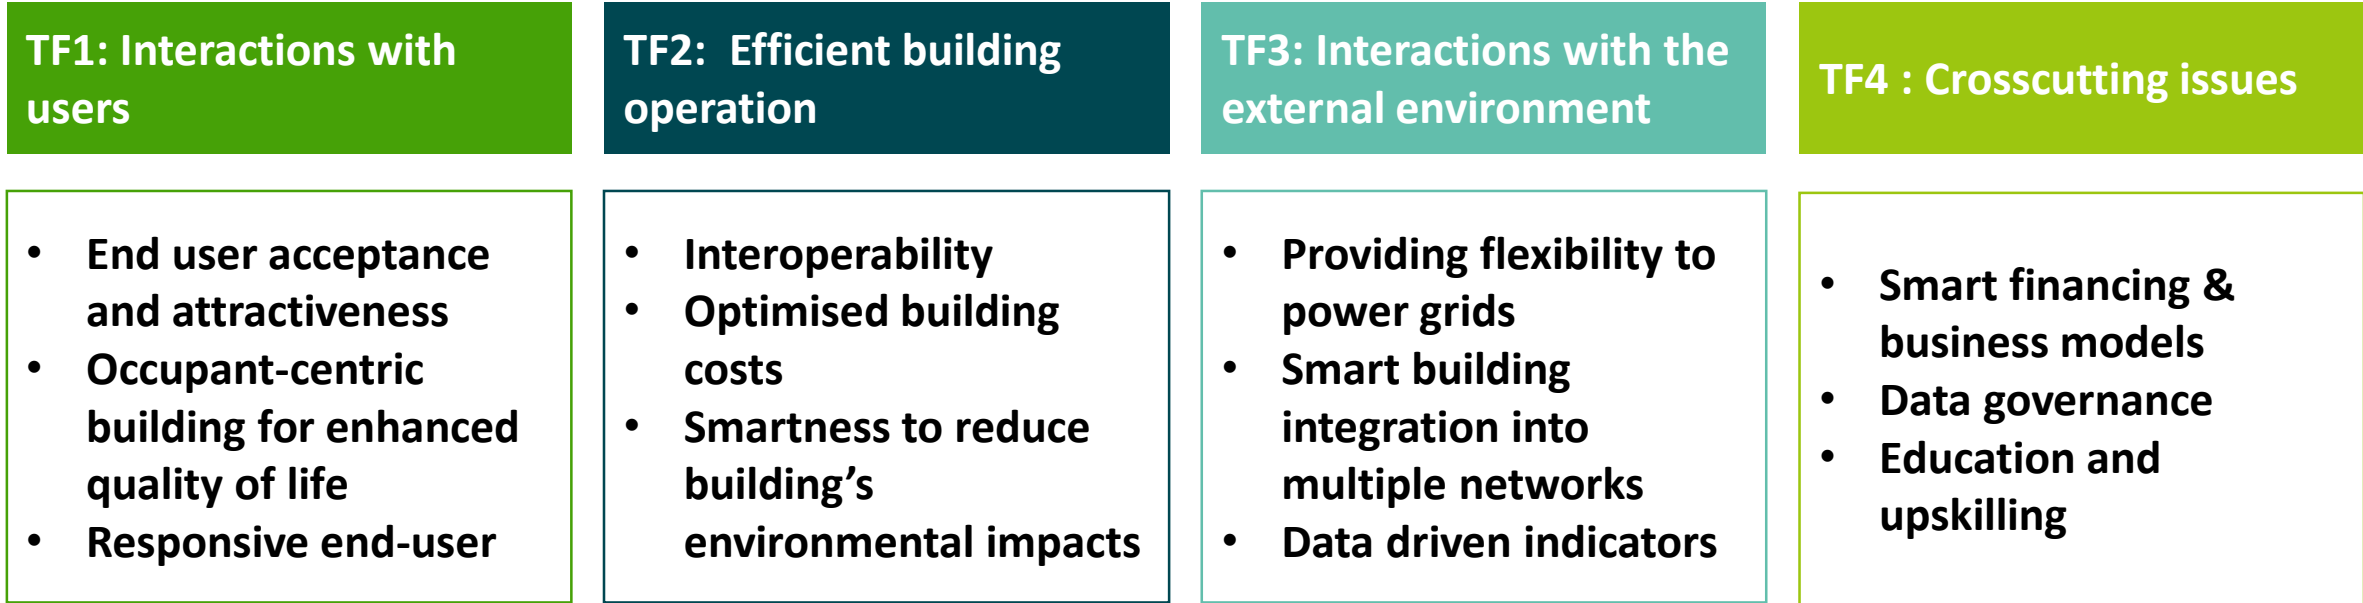 TF1: Interactions with
users
• End user acceptance
and attractiveness
• Occupant-centric
building for enhanced
quality of life
• Responsive end-user
TF2:  Efficient building
operation
• Interoperability
• Optimised building
costs
• Smartness to reduce
building’s
environmental impacts
TF3: Interactions with the
external environment
• Providing flexibility to
power grids
• Smart building
integration into
multiple networks
• Data driven indicators
TF4 : Crosscutting issues
• Smart financing &
business models
• Data governance
• Education and
upskilling